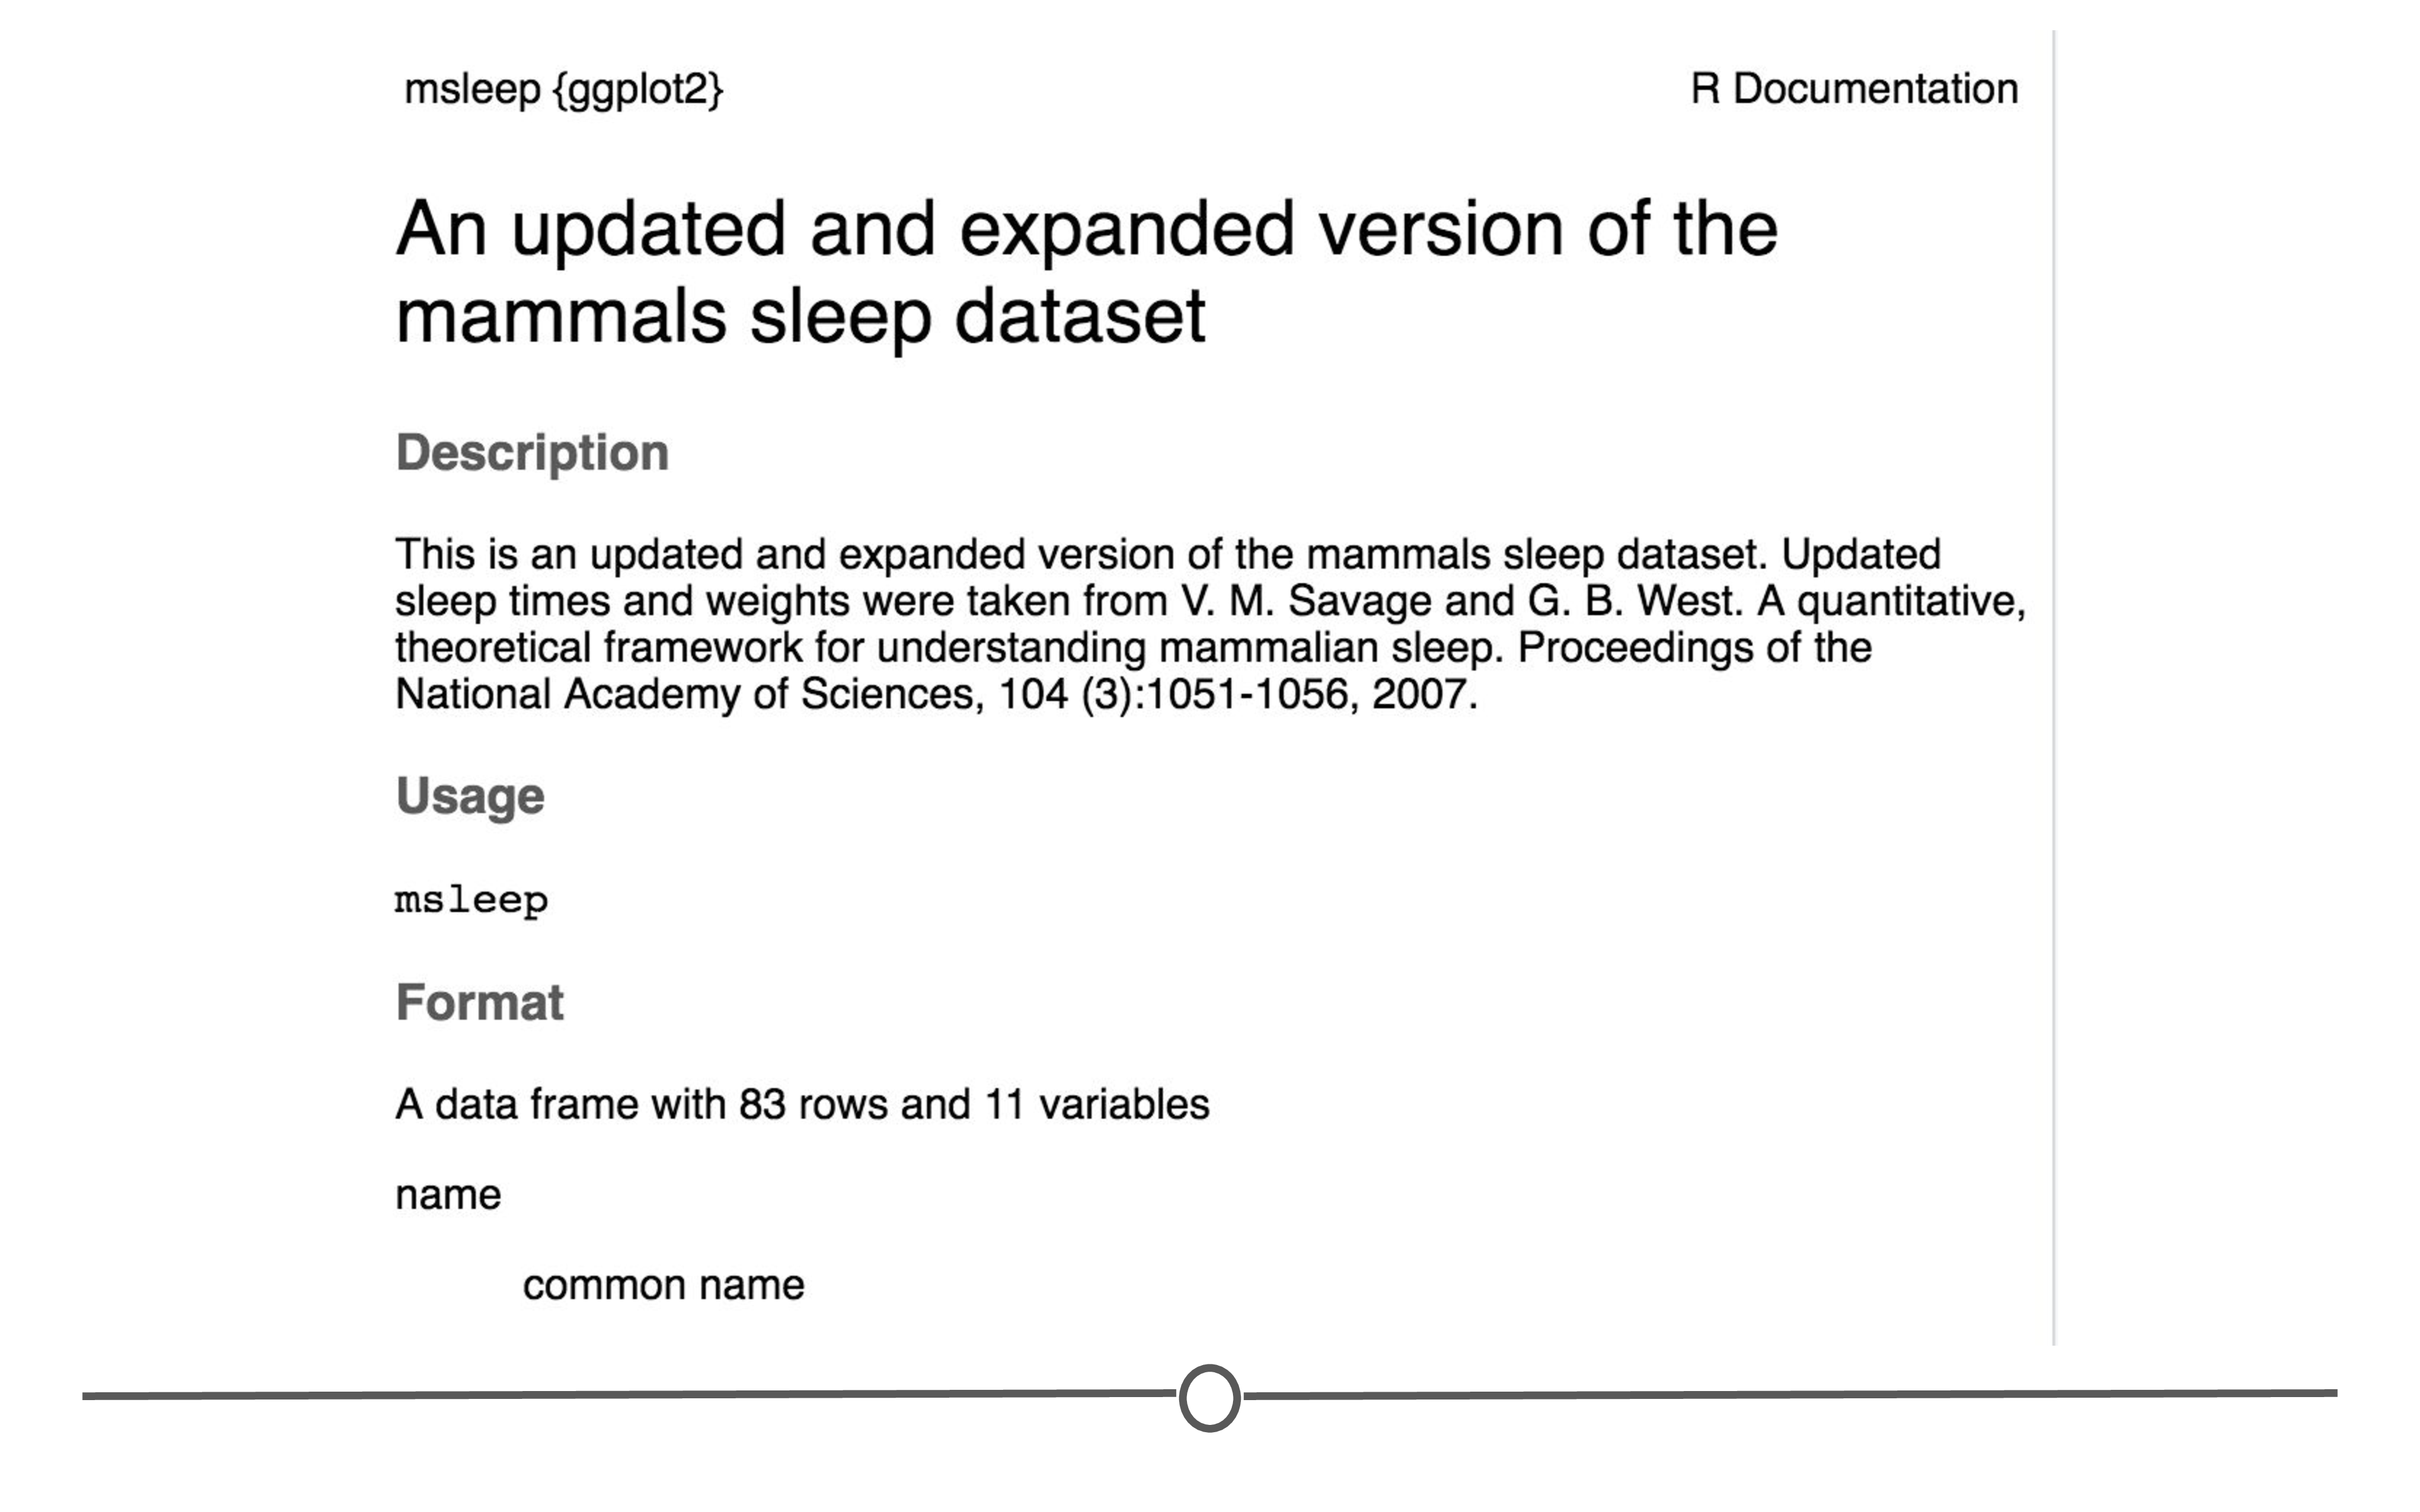 msleep {ggplot2} R Documentation
An updated and expanded version of the
mammals sleep dataset
Description
This is an updated and expanded version of the mammals sleep dataset. Updated
sleep times and weights were taken from V. M. Savage and G. B. West. A quantitative,
theoretical framework for understanding mammalian sleep. Proceedings of the
National Academy of Sciences, 104 (3):1051-1056, 2007.
Usage
msleep
Format
A data frame with 83 rows and 11 variables
name
common name